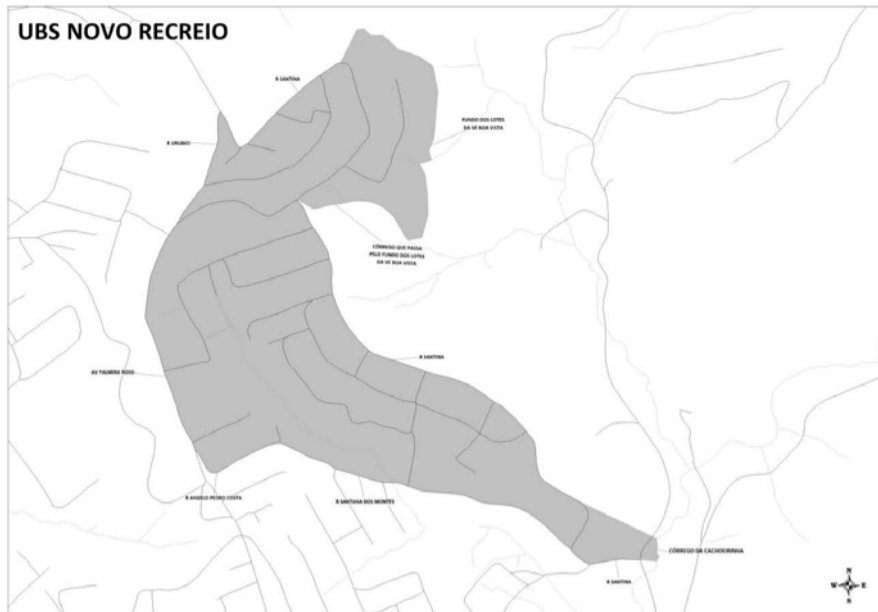 UBS NOVO RECREIO
R SANTINA
FUNDO DOS LOTES
DA VE BOA VISTA
R URUBICI
CÓRREGO QUE PASSA
PELO FUNDO DOS LOTES
DA VE BOA VISTA
R SANTINA
AV PALMIRA ROSSI
R ANGELO PEDRO COSTA
R SANTANA DOS MONTES
CÓRREGO DA CACHOEIRINHA
R SANTINA
N
W E
S